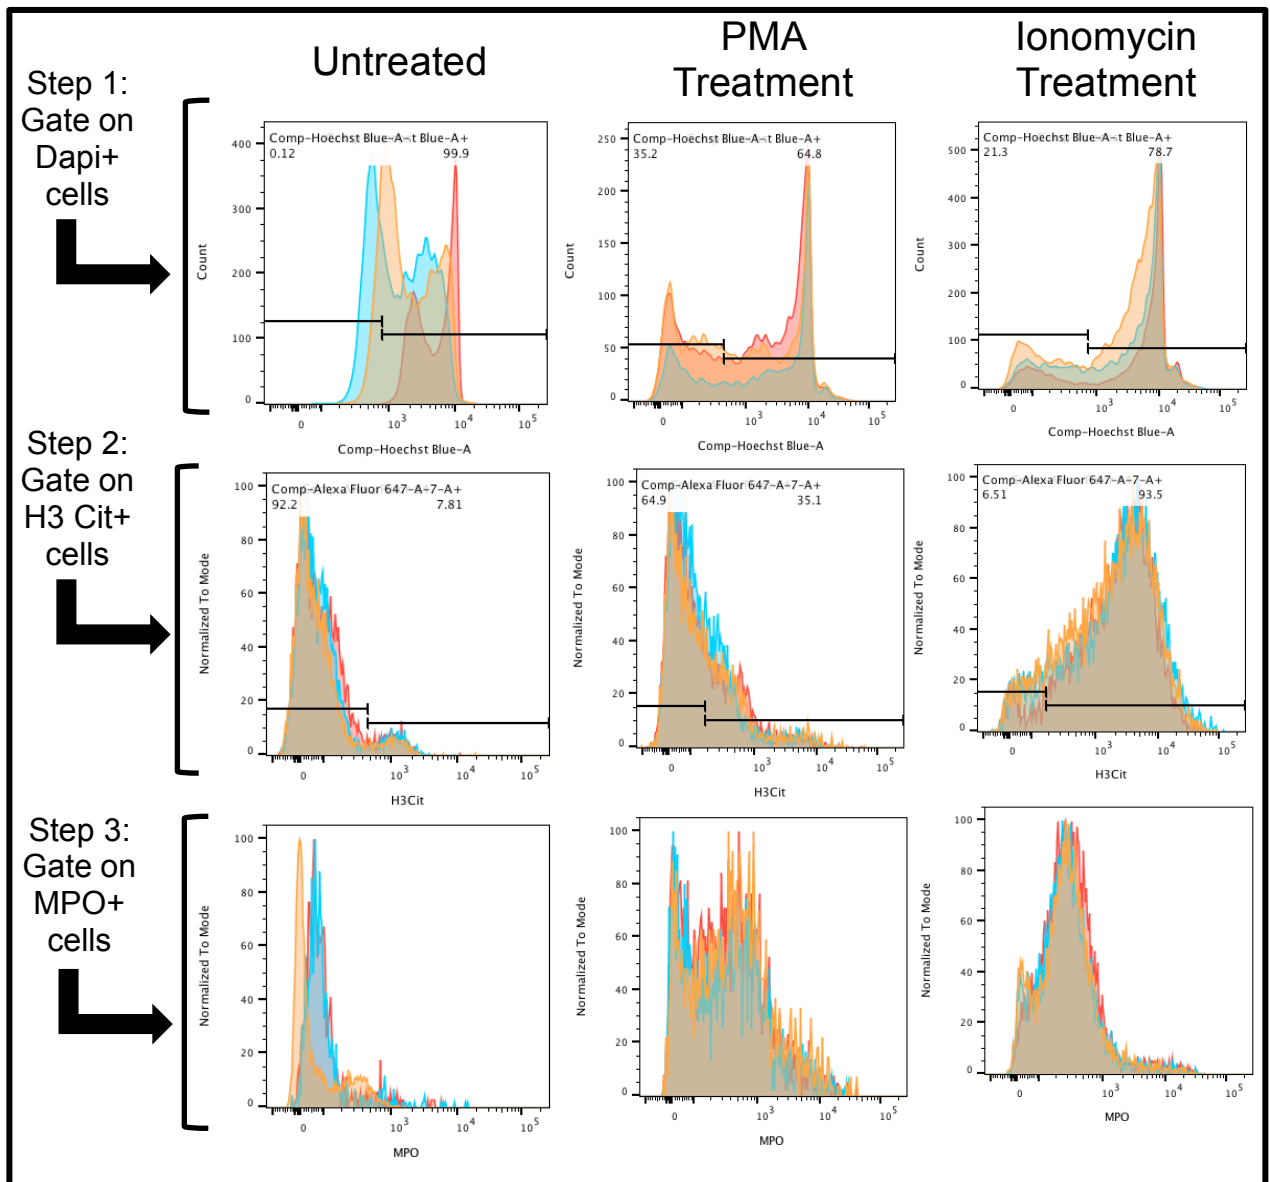 Untreated
PMA
Treatment
Ionomycin
Treatment
Step 1:
Gate on
Dapi+
cells
Comp-Hoechst Blue-A
0.12
99.9
400
300
200
100
0
Count
0 10^3 10^4 10^5
Comp-Hoechst Blue-A
Comp-Hoechst Blue-A
35.2
64.8
250
200
150
100
50
0
Count
0 10^3 10^4 10^5
Comp-Hoechst Blue-A
Comp-Hoechst Blue-A
21.3
78.7
500
400
300
200
100
0
Count
0 10^3 10^4 10^5
Comp-Hoechst Blue-A
Step 2:
Gate on
H3 Cit+
cells
Comp-Alexa Fluor 647-A
92.2
7.81
100
80
60
40
20
0
Normalized To Mode
0 10^3 10^4 10^5
H3Cit
Comp-Alexa Fluor 647-A
64.9
35.1
100
80
60
40
20
0
Normalized To Mode
0 10^3 10^4 10^5
H3Cit
Comp-Alexa Fluor 647-A
6.51
93.5
100
80
60
40
20
0
Normalized To Mode
0 10^3 10^4 10^5
H3Cit
Step 3:
Gate on
MPO+
cells
100
80
60
40
20
0
Normalized To Mode
0 10^3 10^4 10^5
MPO
100
80
60
40
20
0
Normalized To Mode
0 10^3 10^4 10^5
MPO
100
80
60
40
20
0
Normalized To Mode
0 10^3 10^4 10^5
MPO